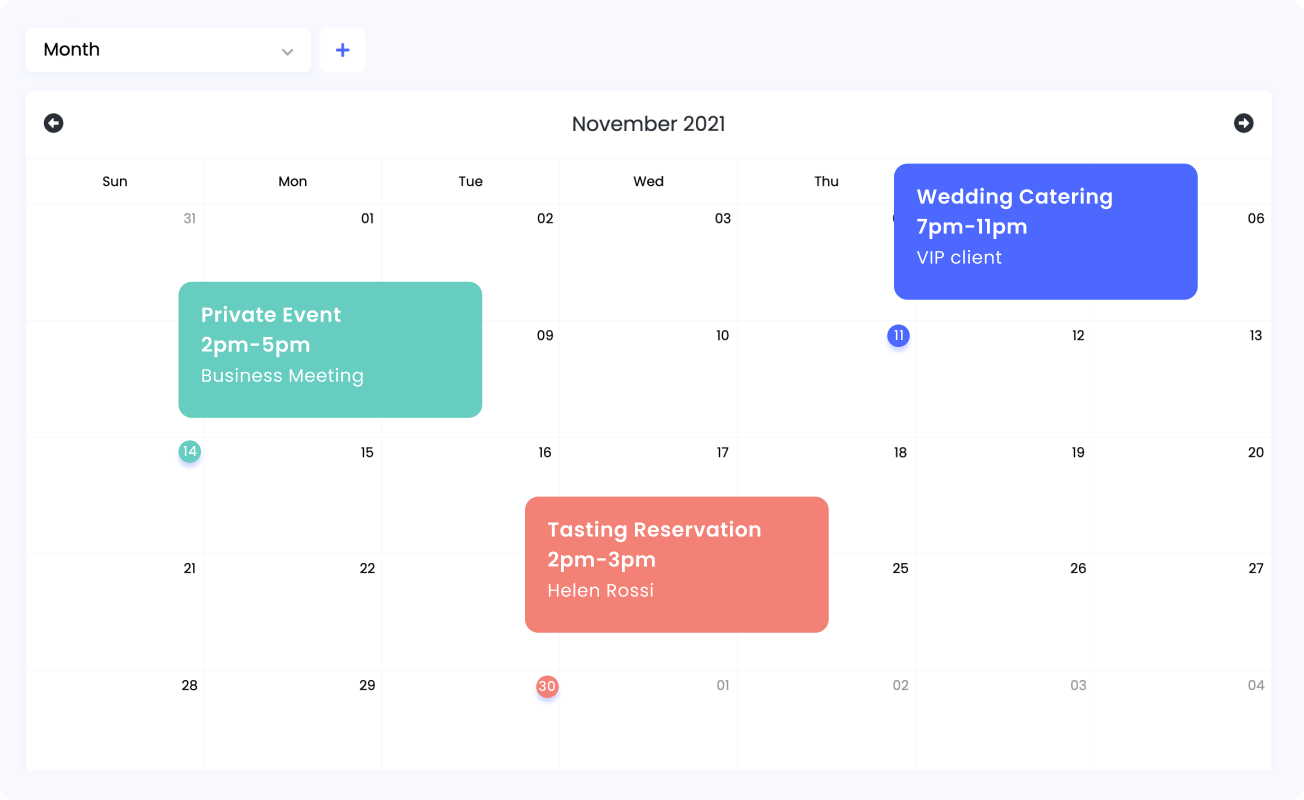 Month
November 2021
Sun Mon Tue Wed Thu
31 01 02 03 06
Wedding Catering
7pm-11pm
VIP client
Private Event
2pm-5pm
Business Meeting
09 10 11 12 13
14 15 16 17 18 19 20
Tasting Reservation
2pm-3pm
Helen Rossi
21 22 25 26 27
28 29 30 01 02 03 04